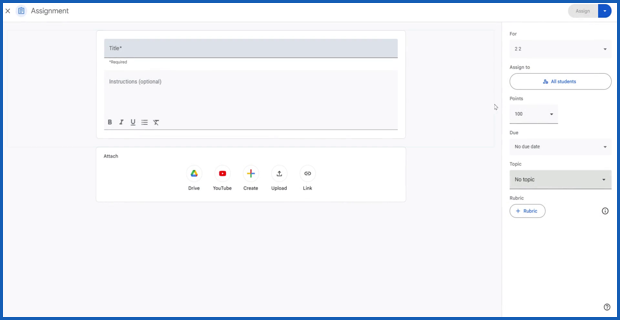 Assignment
Assign
Title*
*Required
Instructions (optional)
B I U
Attach
Drive YouTube Create Upload Link
For
2 2
Assign to
All students
Points
100
Due
No due date
Topic
No topic
Rubric
+ Rubric